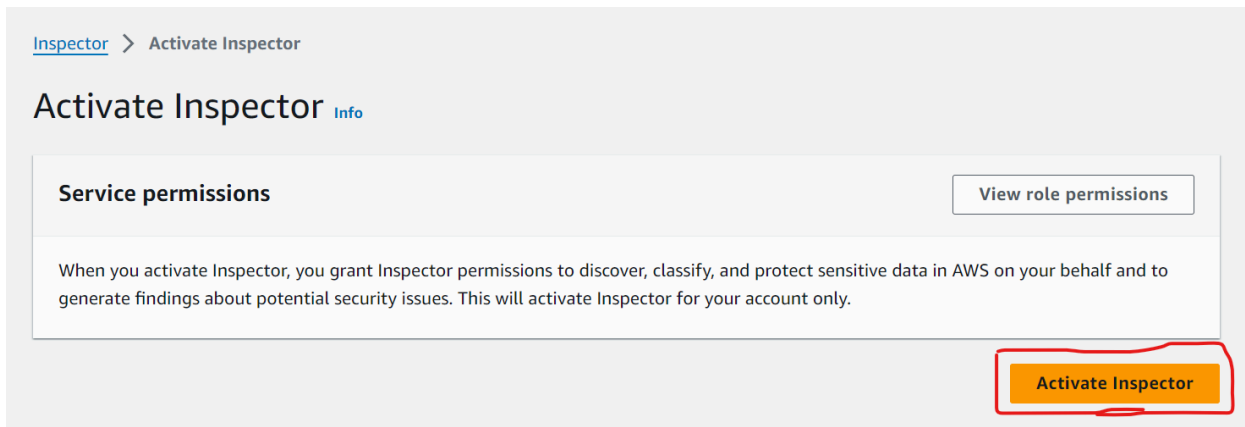 Inspector > Activate Inspector
Activate Inspector Info
Service permissions
View role permissions
When you activate Inspector, you grant Inspector permissions to discover, classify, and protect sensitive data in AWS on your behalf and to
generate findings about potential security issues. This will activate Inspector for your account only.
Activate Inspector